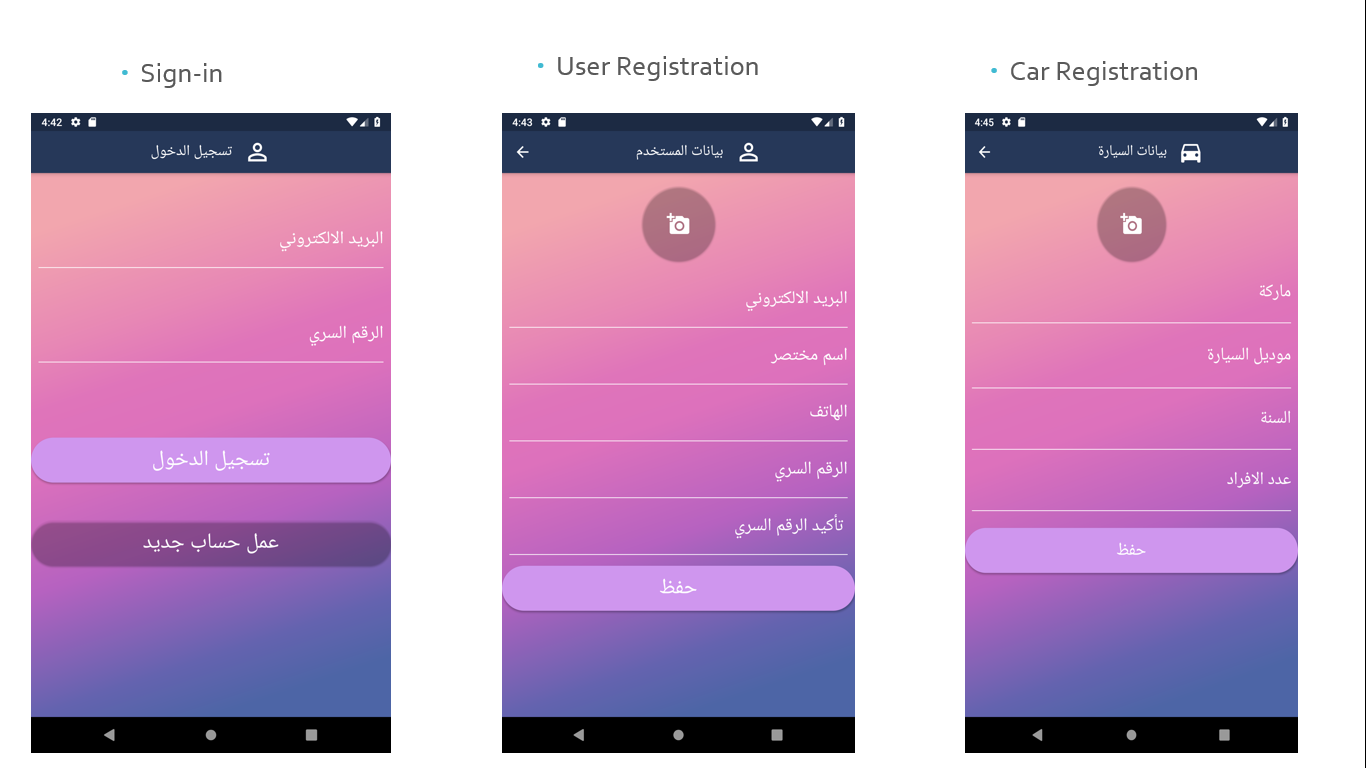 • Sign-in
4:42
تسجيل الدخول
البريد الالكتروني
الرقم السري
تسجيل الدخول
عمل حساب جديد
• User Registration
4:43
بيانات المستخدم
البريد الالكتروني
اسم مختصر
الهاتف
الرقم السري
تأكيد الرقم السري
حفظ
• Car Registration
4:45
بيانات السيارة
ماركة
موديل السيارة
السنة
عدد الافراد
حفظ